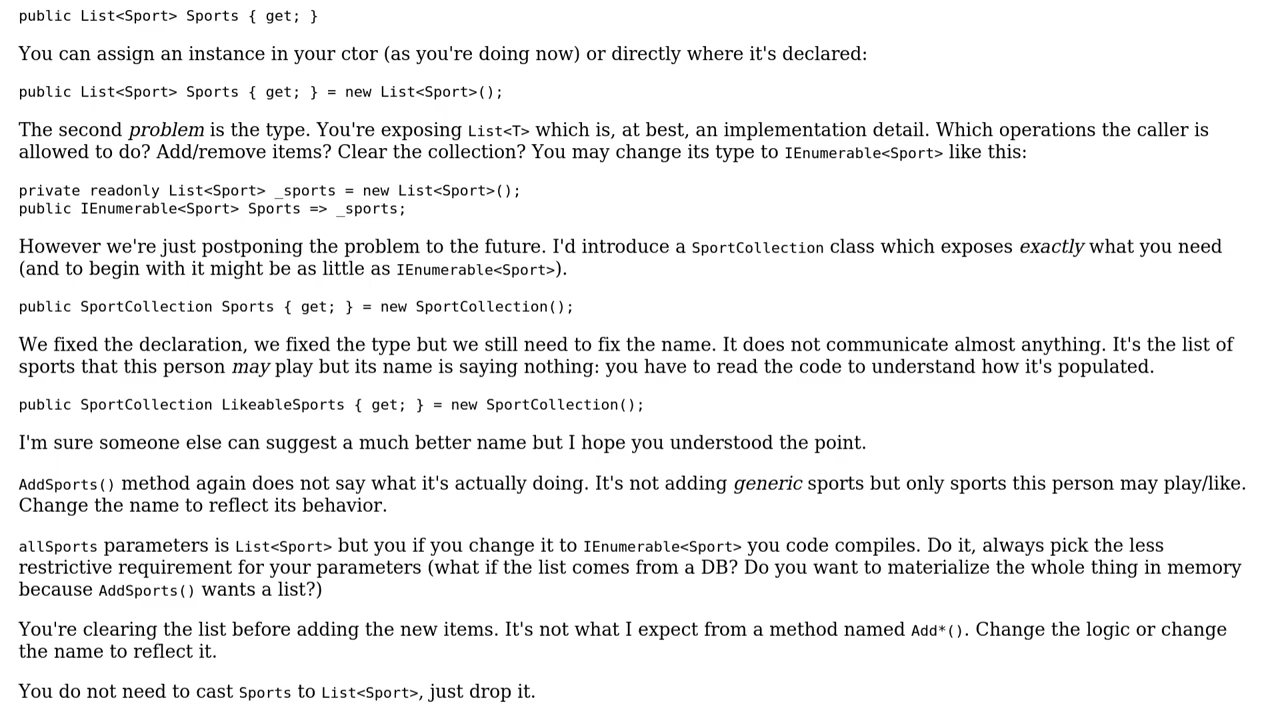 public List<Sport> Sports { get; }
You can assign an instance in your ctor (as you're doing now) or directly where it's declared:
public List<Sport> Sports { get; } = new List<Sport>();
The second problem is the type. You're exposing List<T> which is, at best, an implementation detail. Which operations the caller is
allowed to do? Add/remove items? Clear the collection? You may change its type to IEnumerable<Sport> like this:
private readonly List<Sport> _sports = new List<Sport>();
public IEnumerable<Sport> Sports => _sports;
However we're just postponing the problem to the future. I'd introduce a SportCollection class which exposes exactly what you need
(and to begin with it might be as little as IEnumerable<Sport>).
public SportCollection Sports { get; } = new SportCollection();
We fixed the declaration, we fixed the type but we still need to fix the name. It does not communicate almost anything. It's the list of
sports that this person may play but its name is saying nothing: you have to read the code to understand how it's populated.
public SportCollection LikeableSports { get; } = new SportCollection();
I'm sure someone else can suggest a much better name but I hope you understood the point.
AddSports() method again does not say what it's actually doing. It's not adding generic sports but only sports this person may play/like.
Change the name to reflect its behavior.
allSports parameters is List<Sport> but you if you change it to IEnumerable<Sport> you code compiles. Do it, always pick the less
restrictive requirement for your parameters (what if the list comes from a DB? Do you want to materialize the whole thing in memory
because AddSports() wants a list?)
You're clearing the list before adding the new items. It's not what I expect from a method named Add*(). Change the logic or change
the name to reflect it.
You do not need to cast Sports to List<Sport>, just drop it.